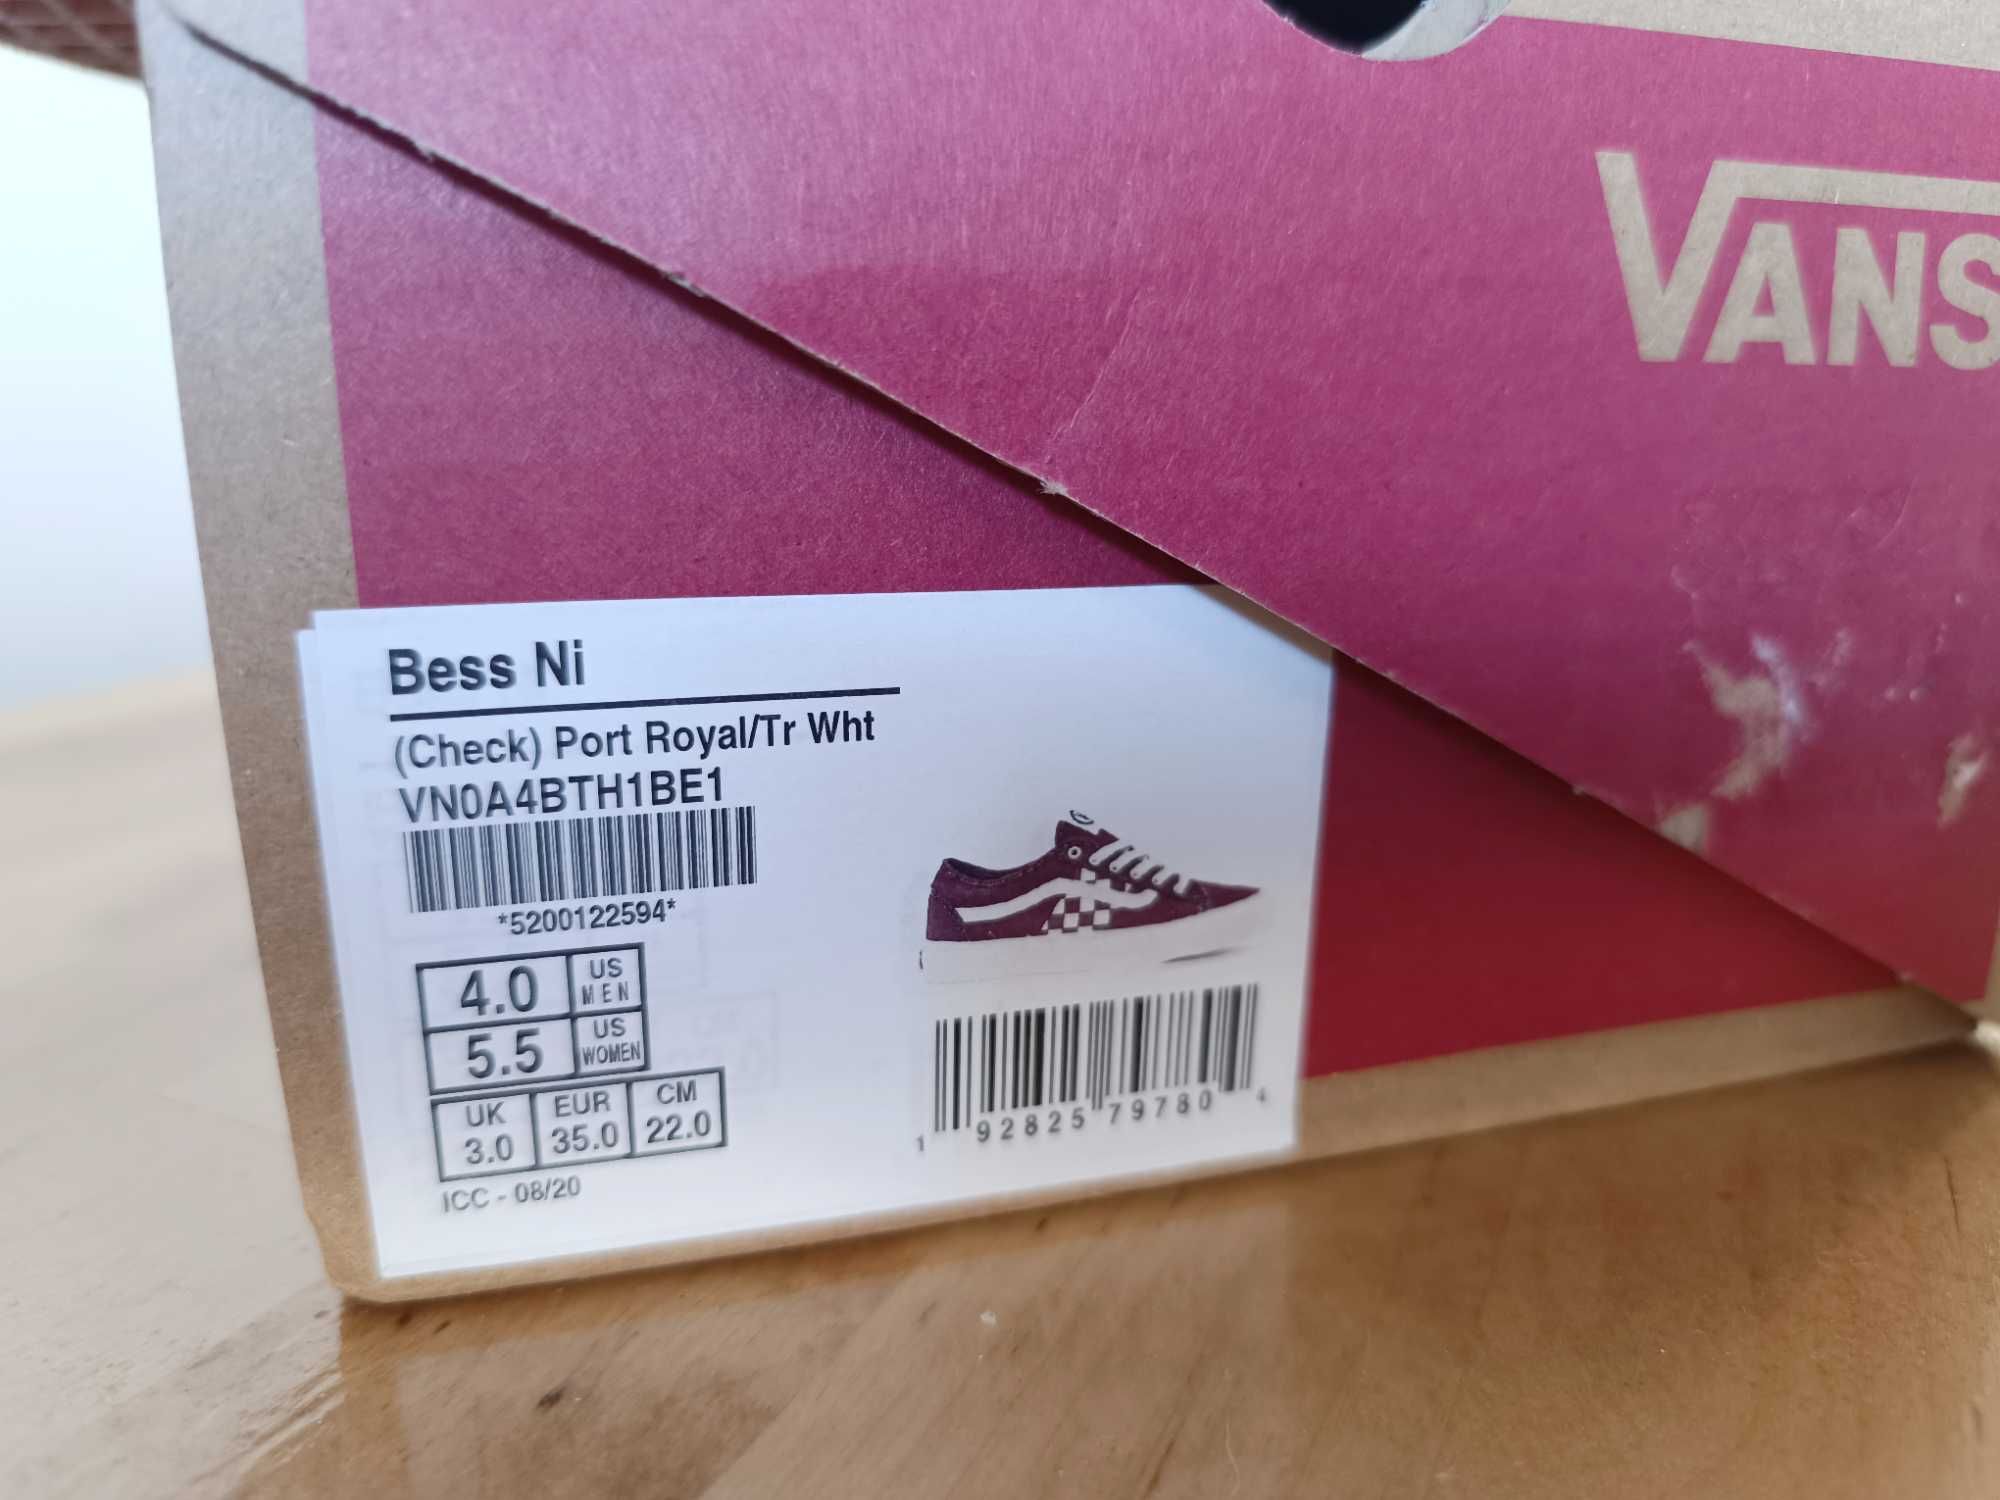 VANS
Bess Ni
(Check) Port Royal/Tr Wht
VN0A4BTH1BE1
*5200122594*
4.0 US MEN
5.5 US WOMEN
UK EUR CM
3.0 35.0 22.0
ICC - 08/20
1 92825 79780 4